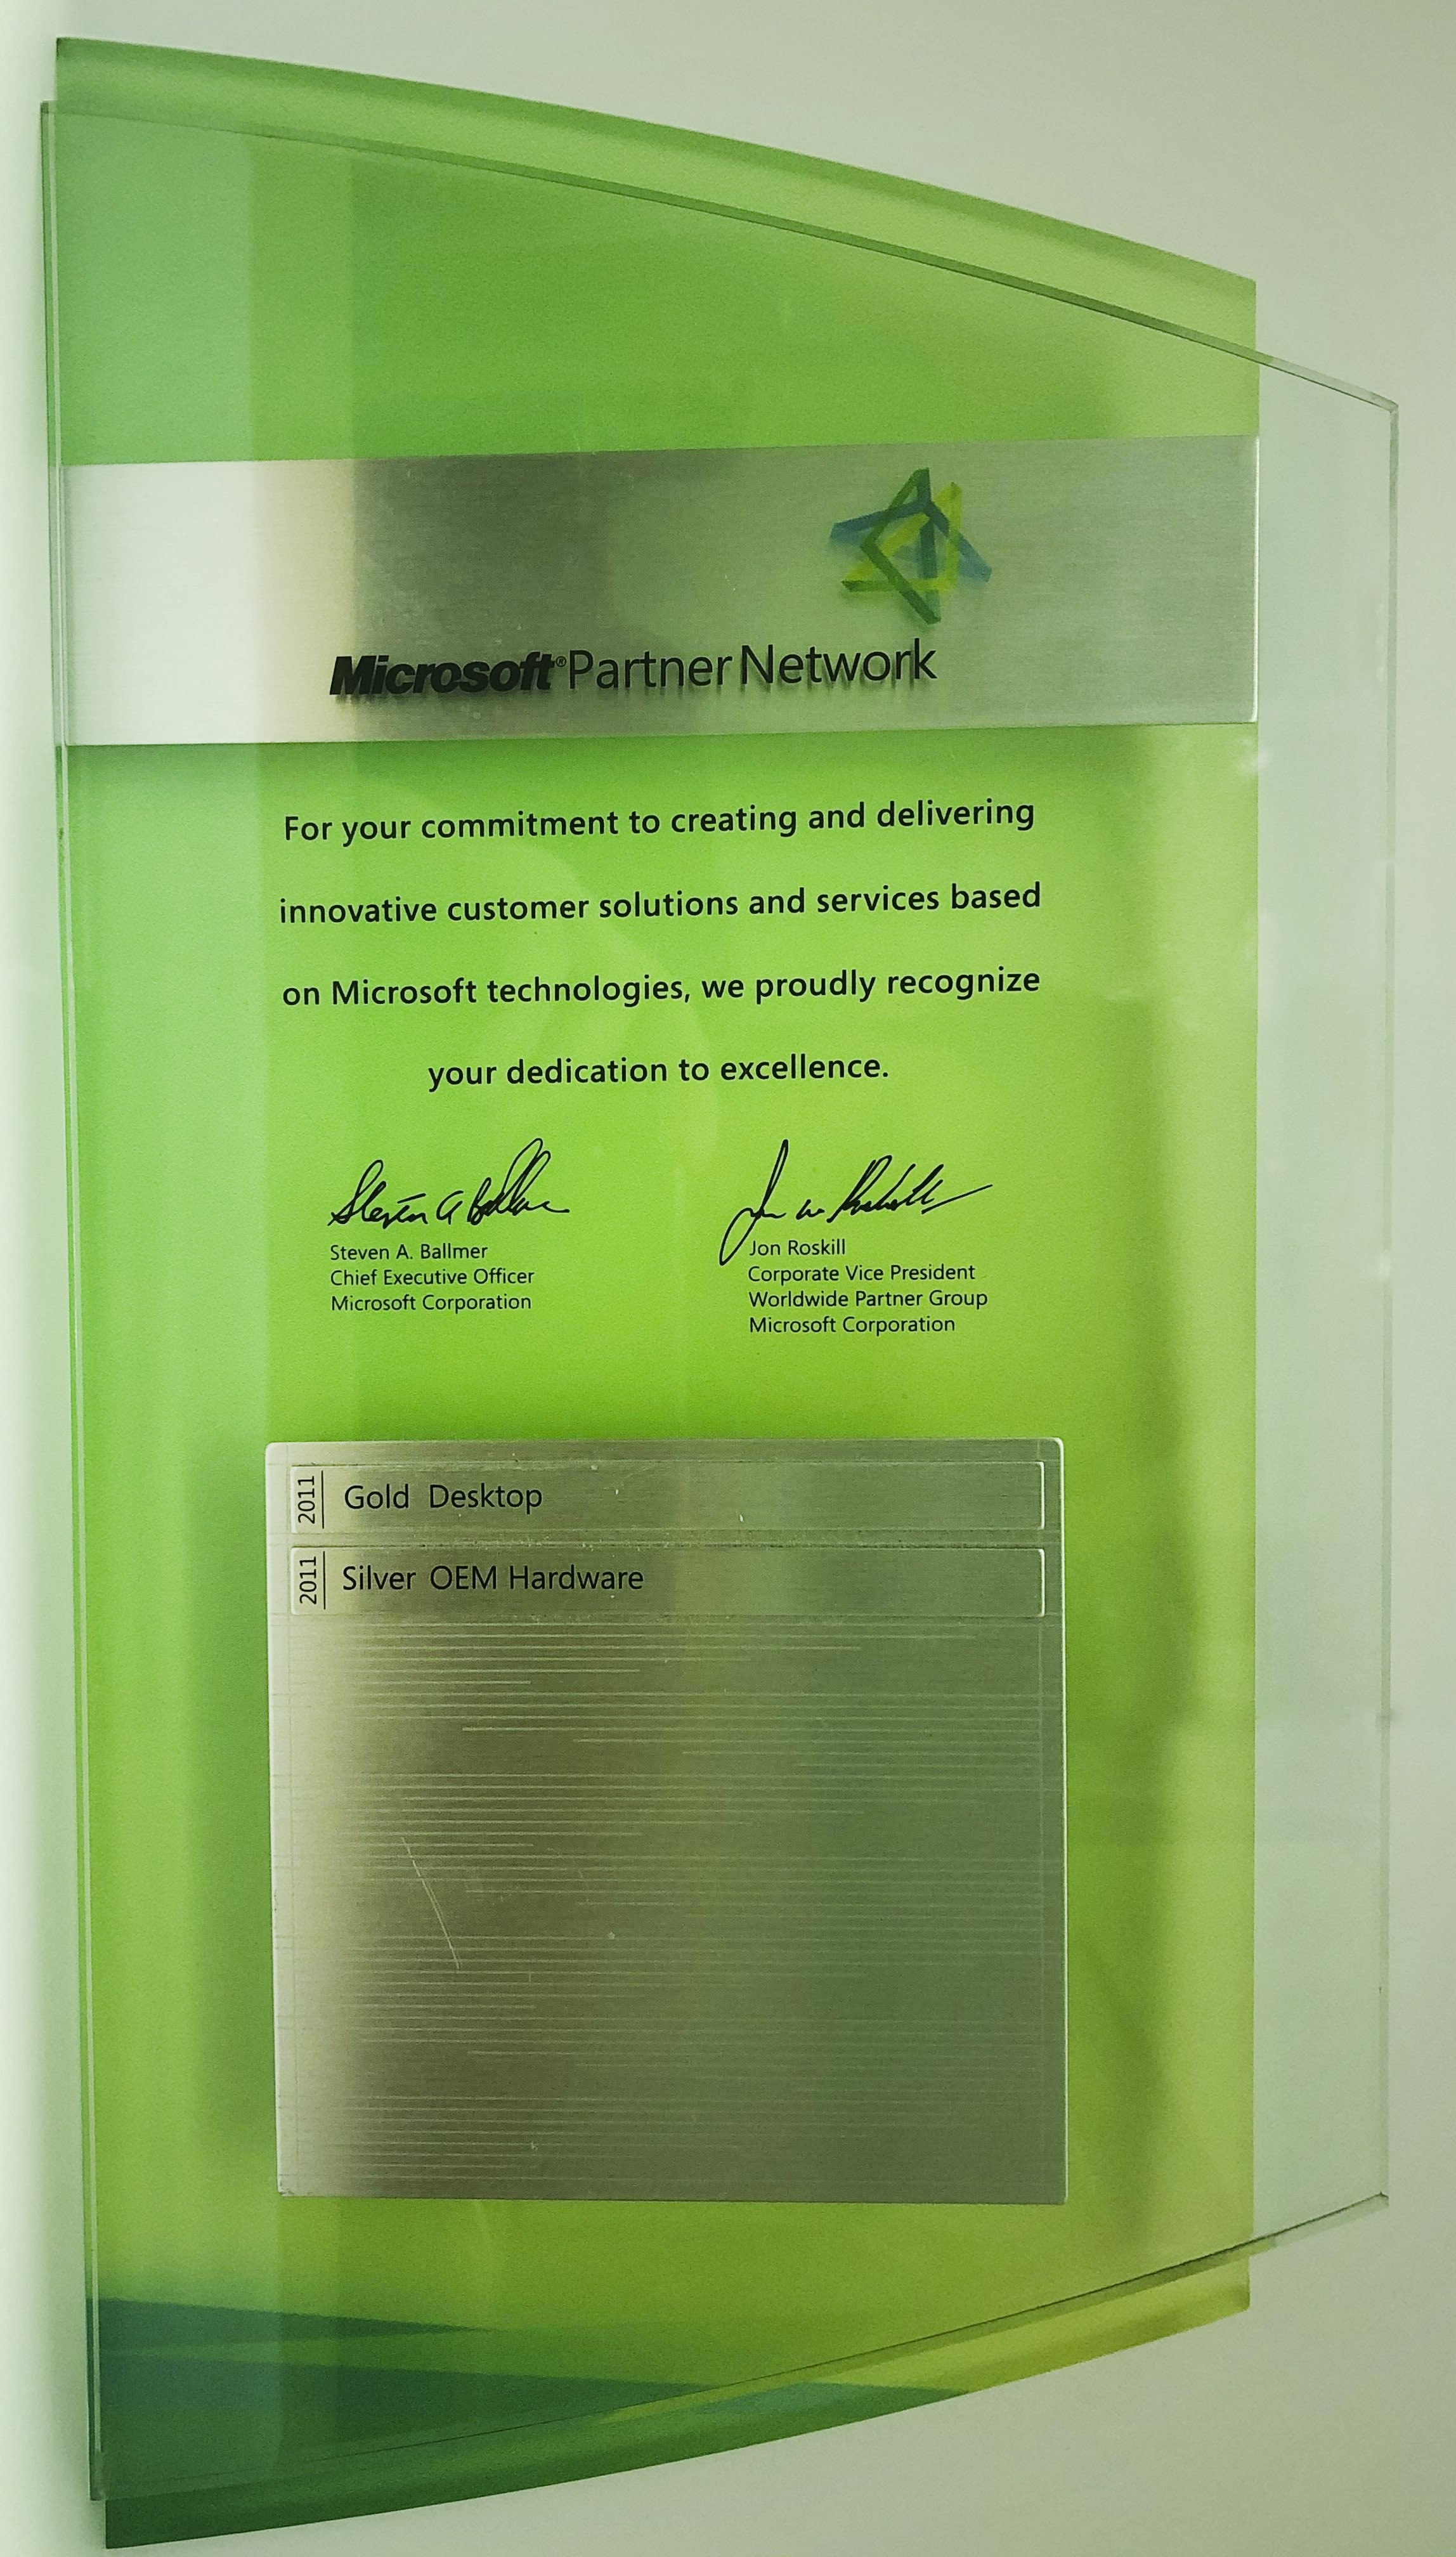 Microsoft® Partner Network
For your commitment to creating and delivering
innovative customer solutions and services based
on Microsoft technologies, we proudly recognize
your dedication to excellence.
Steven A. Ballmer
Steven A. Ballmer
Chief Executive Officer
Microsoft Corporation
Jon Roskill
Corporate Vice President
Worldwide Partner Group
Microsoft Corporation
2011 Gold Desktop
2011 Silver OEM Hardware